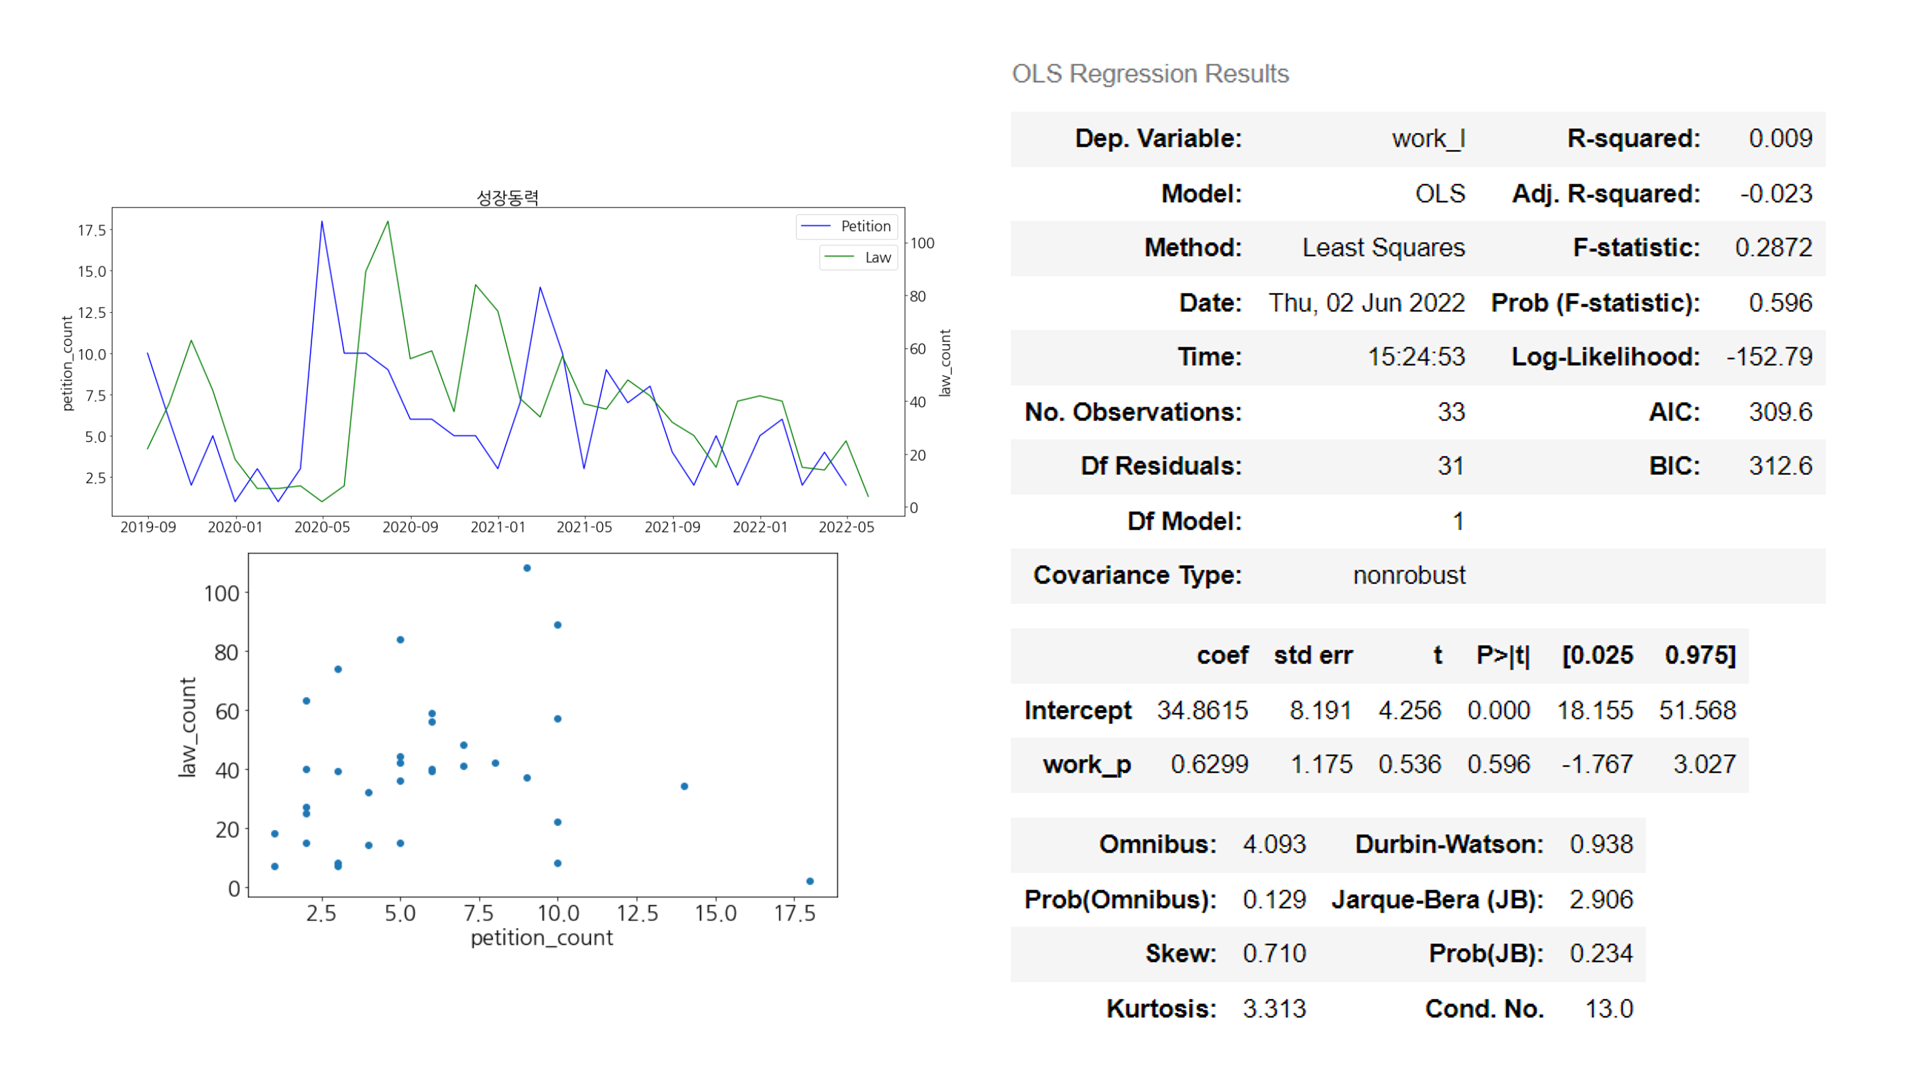 성장동력
17.5
15.0
12.5
10.0
7.5
5.0
2.5
petition_count
Petition
Law
100
80
60
40
20
0
law_count
2019-09 2020-01 2020-05 2020-09 2021-01 2021-05 2021-09 2022-01 2022-05
100
80
60
40
20
0
law_count
2.5 5.0 7.5 10.0 12.5 15.0 17.5
petition_count
OLS Regression Results
Dep. Variable: work_l R-squared: 0.009
Model: OLS Adj. R-squared: -0.023
Method: Least Squares F-statistic: 0.2872
Date: Thu, 02 Jun 2022 Prob (F-statistic): 0.596
Time: 15:24:53 Log-Likelihood: -152.79
No. Observations: 33 AIC: 309.6
Df Residuals: 31 BIC: 312.6
Df Model: 1
Covariance Type: nonrobust
coef std err t P>|t| [0.025 0.975]
Intercept 34.8615 8.191 4.256 0.000 18.155 51.568
work_p 0.6299 1.175 0.536 0.596 -1.767 3.027
Omnibus: 4.093 Durbin-Watson: 0.938
Prob(Omnibus): 0.129 Jarque-Bera (JB): 2.906
Skew: 0.710 Prob(JB): 0.234
Kurtosis: 3.313 Cond. No. 13.0